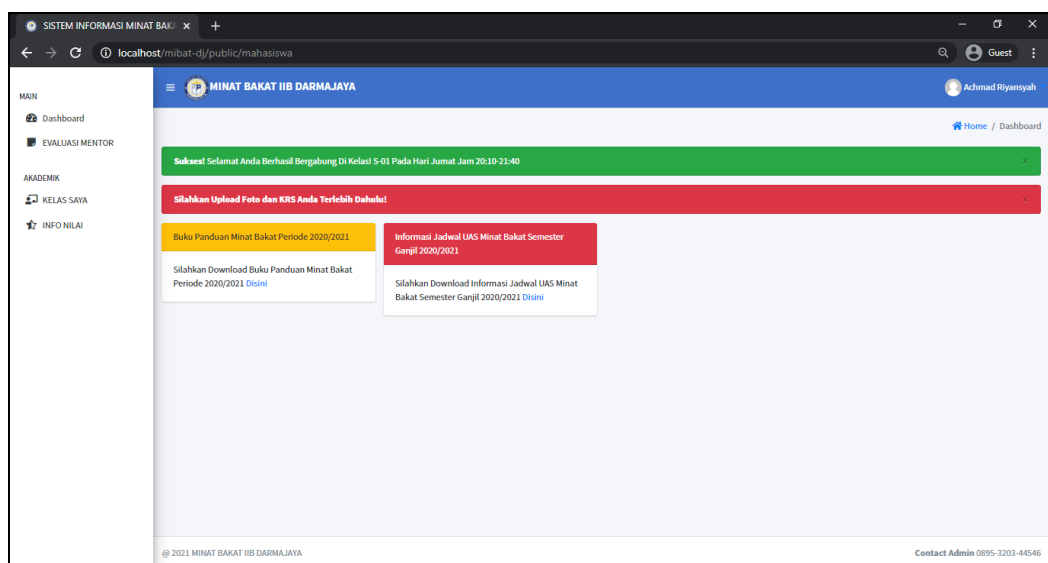 SISTEM INFORMASI MINAT BAKA
localhost/mibat-dj/public/mahasiswa
Guest
MINAT BAKAT IIB DARMAJAYA
Achmad Riyansyah
MAIN
Dashboard
EVALUASI MENTOR
AKADEMIK
KELAS SAYA
INFO NILAI
Home / Dashboard
Sukses! Selamat Anda Berhasil Bergabung Di Kelas! S-01 Pada Hari Jumat Jam 20:10-21:40
Silahkan Upload Foto dan KRS Anda Terlebih Dahulu!
Buku Panduan Minat Bakat Periode 2020/2021
Silahkan Download Buku Panduan Minat Bakat
Periode 2020/2021 Disini
Informasi Jadwal UAS Minat Bakat Semester
Ganjil 2020/2021
Silahkan Download Informasi Jadwal UAS Minat
Bakat Semester Ganjil 2020/2021 Disini
@ 2021 MINAT BAKAT IIB DARMAJAYA
Contact Admin 0895-3203-44546